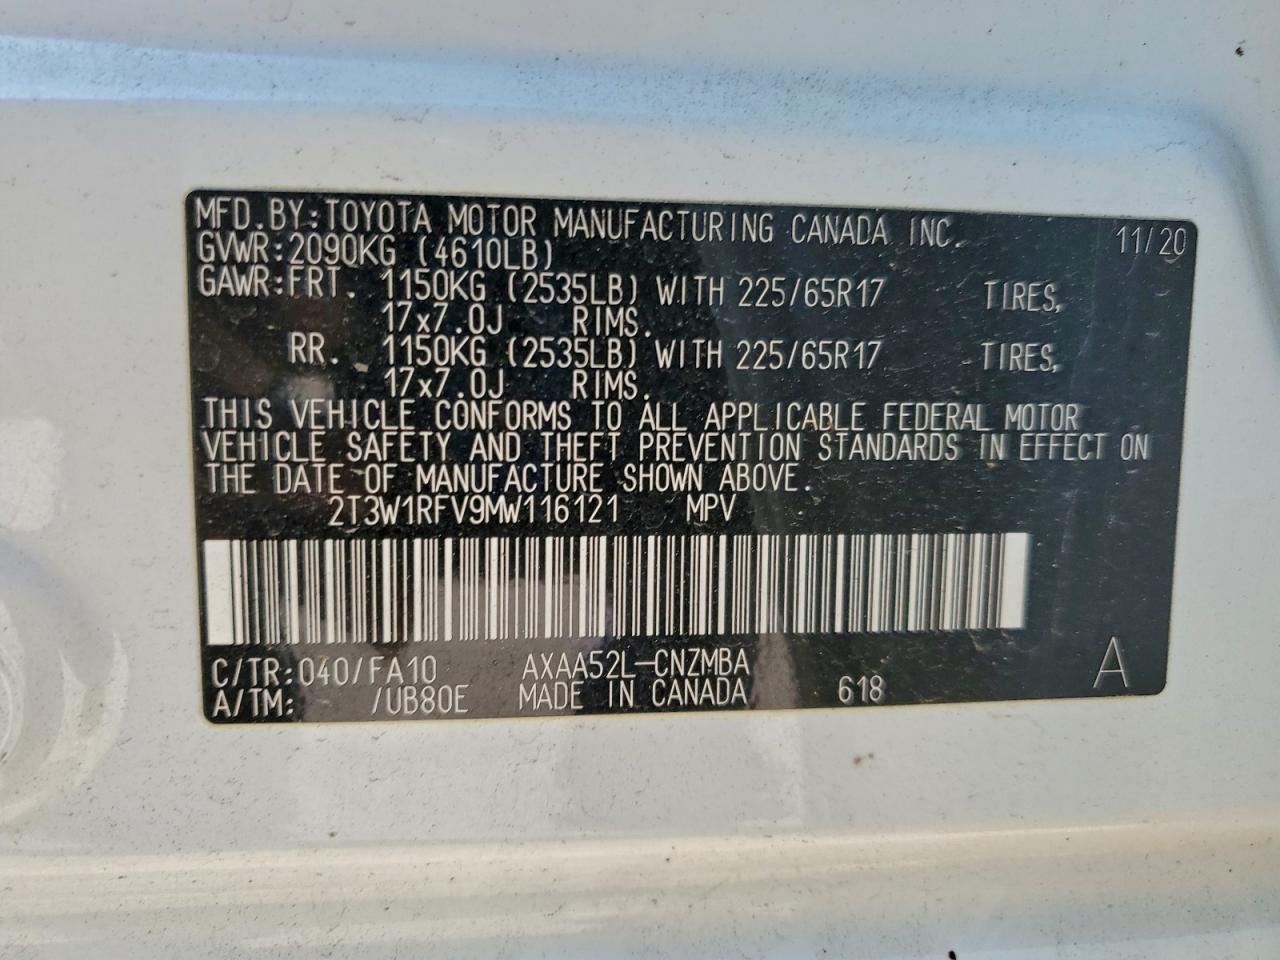 MFD.BY:TOYOTA MOTOR MANUFACTURING CANADA INC. 11/20
GVWR:2090KG (4610LB)
GAWR:FRT. 1150KG (2535LB) WITH 225/65R17 TIRES,
17x7.0J RIMS.
RR. 1150KG (2535LB) WITH 225/65R17 TIRES,
17x7.0J RIMS.
THIS VEHICLE CONFORMS TO ALL APPLICABLE FEDERAL MOTOR
VEHICLE SAFETY AND THEFT PREVENTION STANDARDS IN EFFECT ON
THE DATE OF MANUFACTURE SHOWN ABOVE.
2T3W1RFV9MW116121 MPV
C/TR:040/FA10 AXAA52L-CNZMBA A
A/TM: /UB80E MADE IN CANADA 618